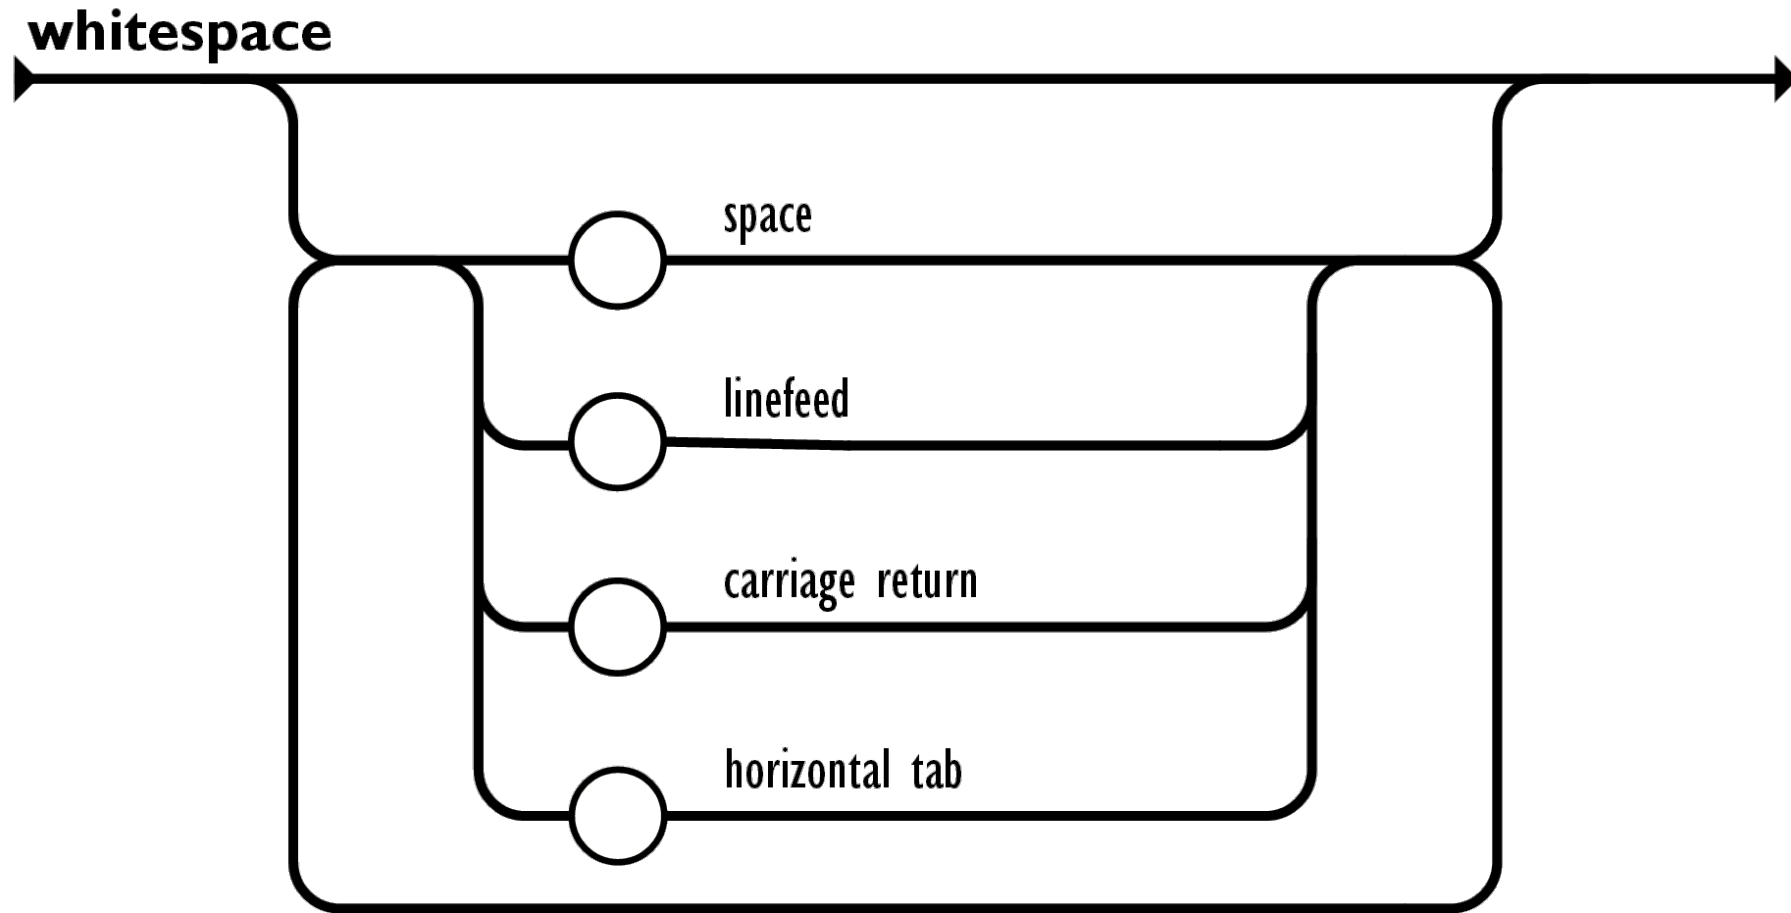 whitespace
space
linefeed
carriage return
horizontal tab